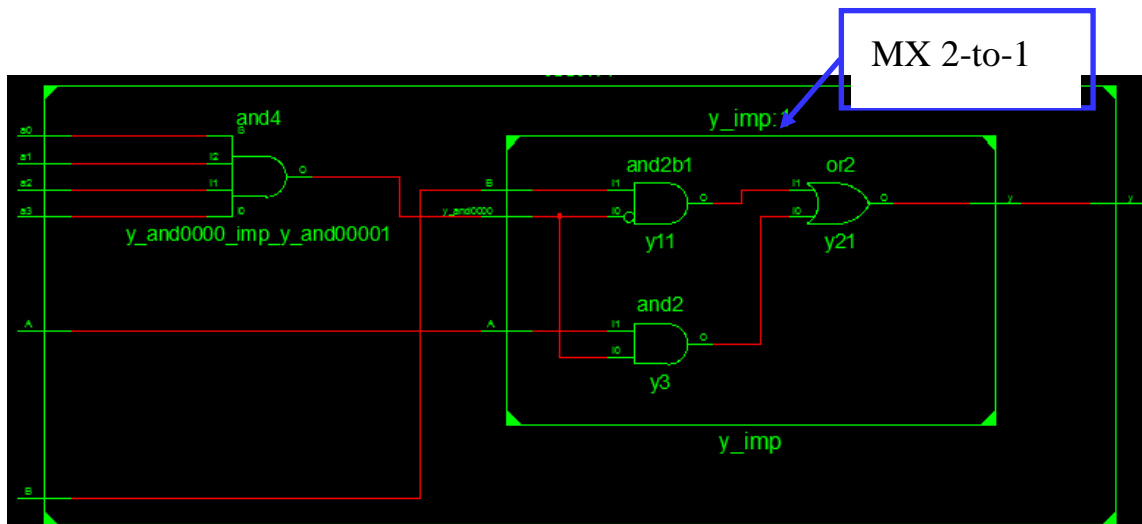 MX 2-to-1
y_imp:1
and4
a0
a1
I2
a2
I1
O
a3
I0
y_and0000_imp_y_and00001
and2b1
or2
B
I1
O
I1
O
y
y
y_and0000
I0
I0
y11
y21
and2
A
A
I1
O
I0
y3
y_imp
B